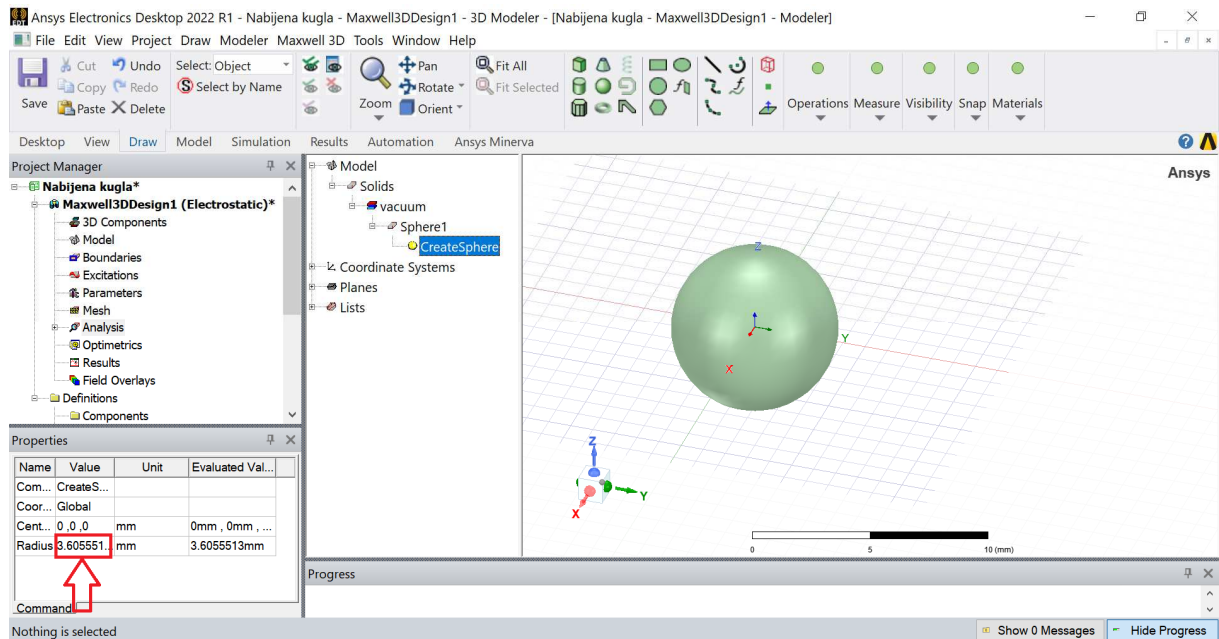 Ansys Electronics Desktop 2022 R1 - Nabijena kugla - Maxwell3DDesign1 - 3D Modeler - [Nabijena kugla - Maxwell3DDesign1 - Modeler]
File Edit View Project Draw Modeler Maxwell 3D Tools Window Help
Save
Cut Undo
Copy Redo
Paste Delete
Select: Object
Select by Name
Zoom
Pan
Rotate
Orient
Fit All
Fit Selected
Operations Measure Visibility Snap Materials
Desktop View Draw Model Simulation Results Automation Ansys Minerva
Project Manager
Nabijena kugla*
Maxwell3DDesign1 (Electrostatic)*
3D Components
Model
Boundaries
Excitations
Parameters
Mesh
Analysis
Optimetrics
Results
Field Overlays
Definitions
Components
Model
Solids
vacuum
Sphere1
CreateSphere
Coordinate Systems
Planes
Lists
Ansys
Z
Y
X
Z
Y
X
0 5 10 (mm)
Properties
Name Value Unit Evaluated Val...
Com... CreateS...
Coor... Global
Cent... 0 ,0 ,0 mm 0mm , 0mm , ...
Radius 3.605551... mm 3.6055513mm
Command
Progress
Nothing is selected
Show 0 Messages
Hide Progress